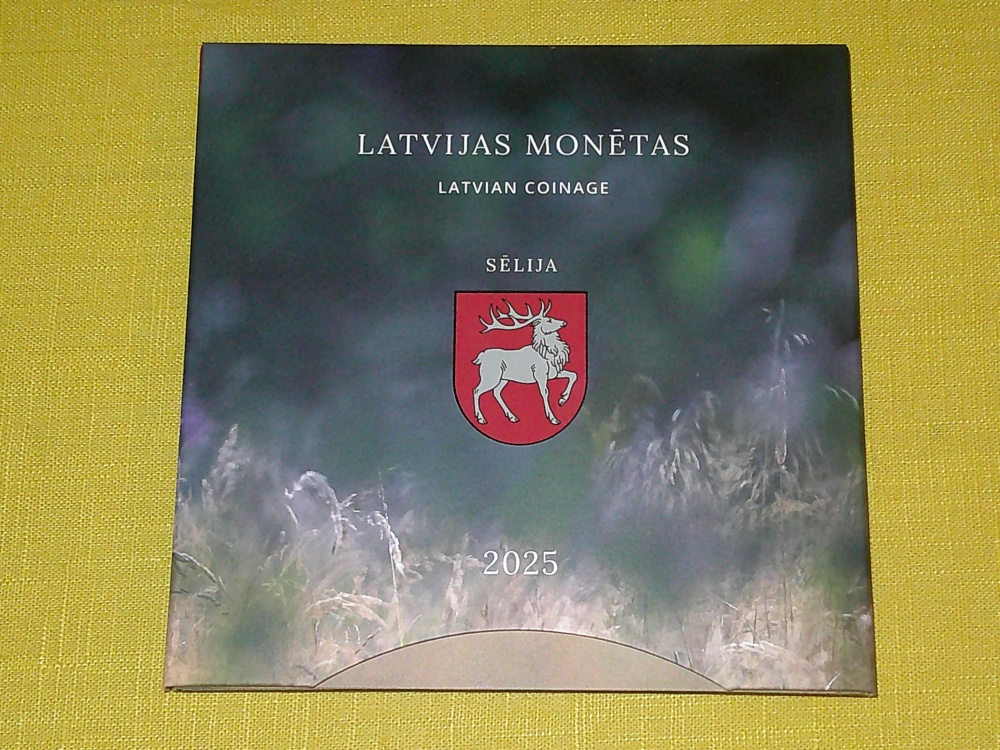 LATVIJAS MONĒTAS
LATVIAN COINAGE
SĒLIJA
2025